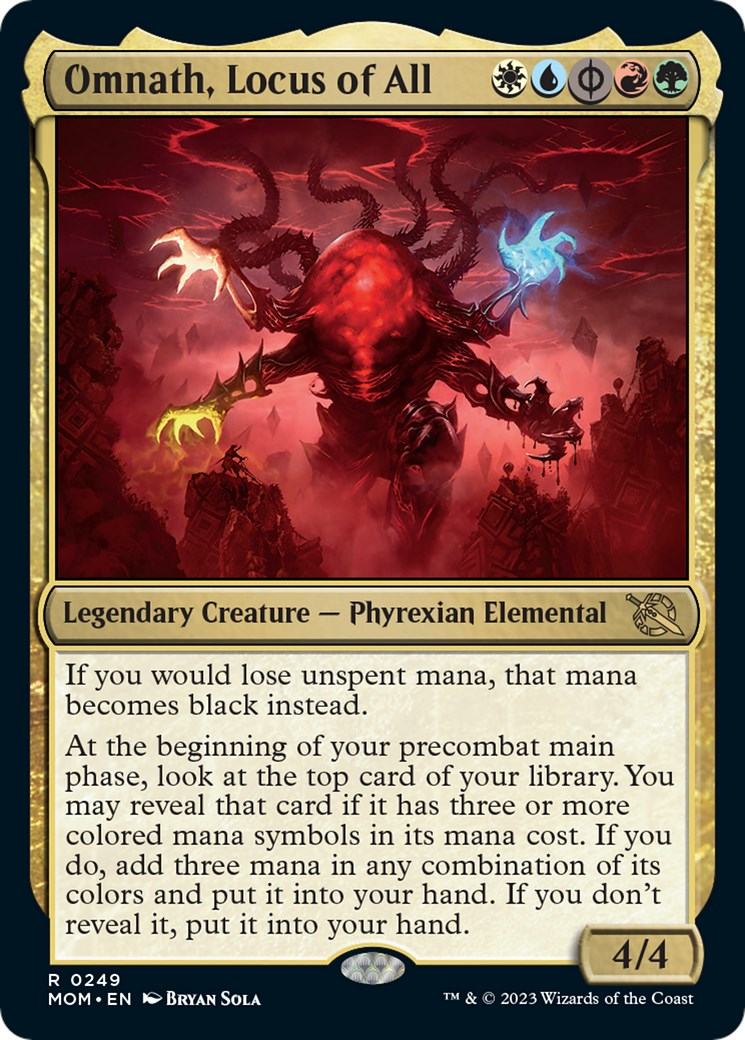 Omnath, Locus of All
Legendary Creature — Phyrexian Elemental
If you would lose unspent mana, that mana
becomes black instead.
At the beginning of your precombat main
phase, look at the top card of your library. You
may reveal that card if it has three or more
colored mana symbols in its mana cost. If you
do, add three mana in any combination of its
colors and put it into your hand. If you don't
reveal it, put it into your hand.
4/4
R 0249
MOM • EN BRYAN SOLA
™ & © 2023 Wizards of the Coast